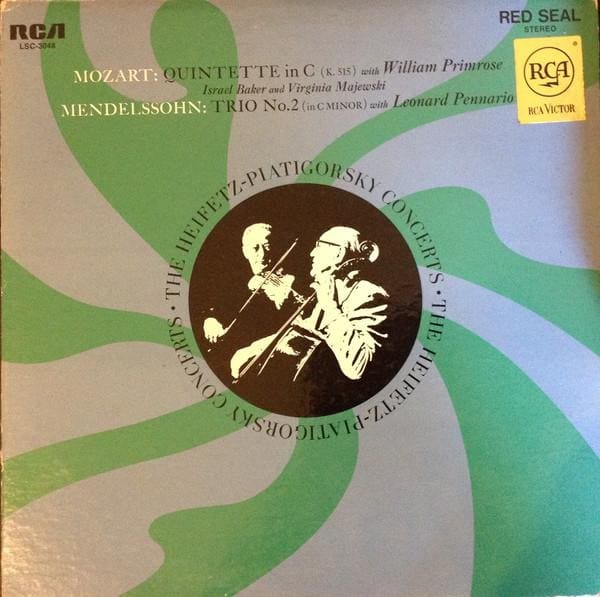 RCA
LSC-3048
RED SEAL
STEREO
MOZART: QUINTETTE in C (K. 515) with William Primrose
Israel Baker and Virginia Majewski
MENDELSSOHN: TRIO No.2 (in C MINOR) with Leonard Pennario
RCA
RCA VICTOR
THE HEIFETZ-PIATIGORSKY CONCERTS · THE HEIFETZ-PIATIGORSKY CONCERTS ·